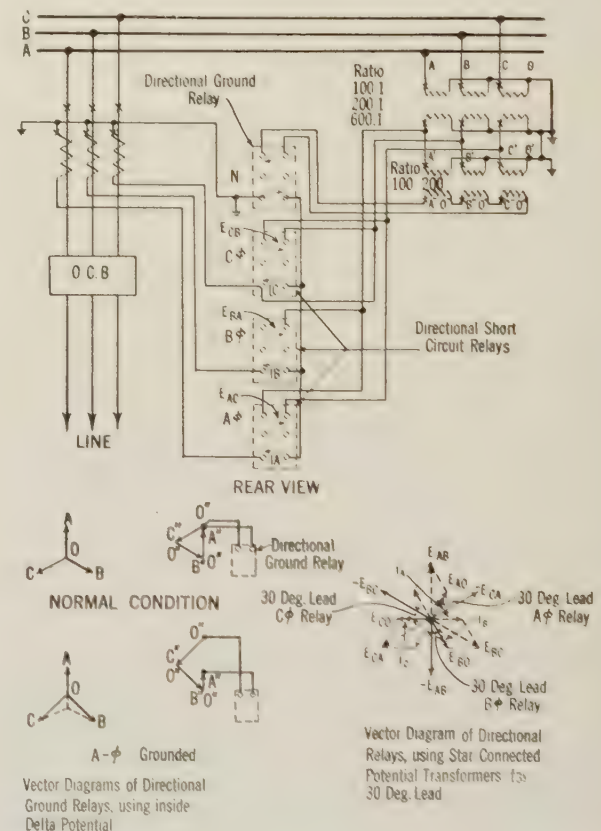 C
B
A
A B C O
Directional Ground
Relay
Ratio
100 1
200 1
600.1
N
A' B' C' O'
Ratio
100 200
A" O" B" O" C" O"
E CB
C ϕ
IC
O C B
E BA
B ϕ
IB
Directional Short
Circuit Relays
E AC
A ϕ
IA
LINE
REAR VIEW
A
O
C B
O"
C" A"
O" B" O"
Directional
Ground Relay
NORMAL CONDITION
A
O
C B
O"
C"
O" A"
B" O"
A-ϕ Grounded
Vector Diagrams of Directional
Ground Relays, using inside
Delta Potential
E AB
-E BC I A E AO -E CA
30 Deg. Lead
C ϕ Relay
30 Deg. Lead
A ϕ Relay
E CO I B
E CA I C E BO E BC
-E AB
30 Deg. Lead
B ϕ Relay
Vector Diagram of Directional
Relays, using Star Connected
Potential Transformers for
30 Deg. Lead